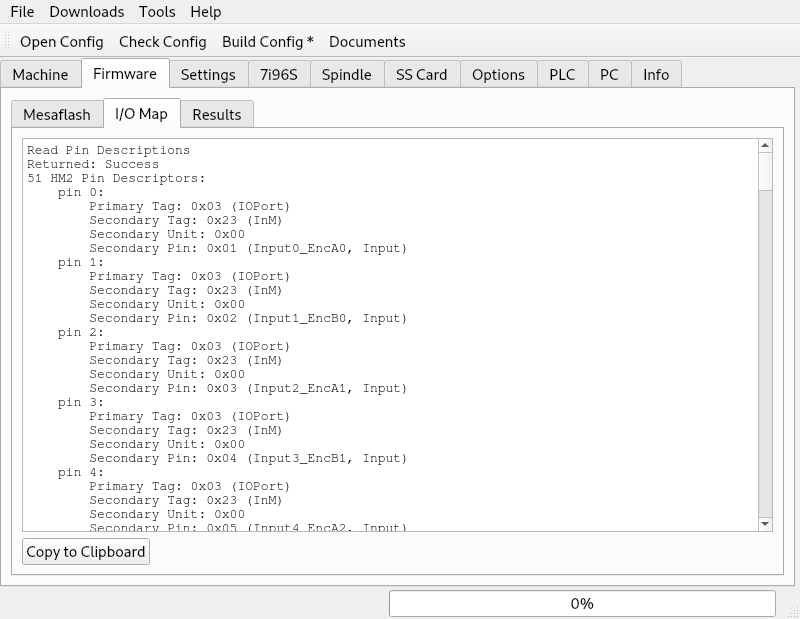 File Downloads Tools Help
Open Config Check Config Build Config * Documents
Machine Firmware Settings 7i96S Spindle SS Card Options PLC PC Info
Mesaflash I/O Map Results
Read Pin Descriptions
Returned: Success
51 HM2 Pin Descriptors:
pin 0:
Primary Tag: 0x03 (IOPort)
Secondary Tag: 0x23 (InM)
Secondary Unit: 0x00
Secondary Pin: 0x01 (Input0_EncA0, Input)
pin 1:
Primary Tag: 0x03 (IOPort)
Secondary Tag: 0x23 (InM)
Secondary Unit: 0x00
Secondary Pin: 0x02 (Input1_EncB0, Input)
pin 2:
Primary Tag: 0x03 (IOPort)
Secondary Tag: 0x23 (InM)
Secondary Unit: 0x00
Secondary Pin: 0x03 (Input2_EncA1, Input)
pin 3:
Primary Tag: 0x03 (IOPort)
Secondary Tag: 0x23 (InM)
Secondary Unit: 0x00
Secondary Pin: 0x04 (Input3_EncB1, Input)
pin 4:
Primary Tag: 0x03 (IOPort)
Secondary Tag: 0x23 (InM)
Secondary Unit: 0x00
Secondary Pin: 0x05 (Input4_EncA2, Input)
Copy to Clipboard
0%